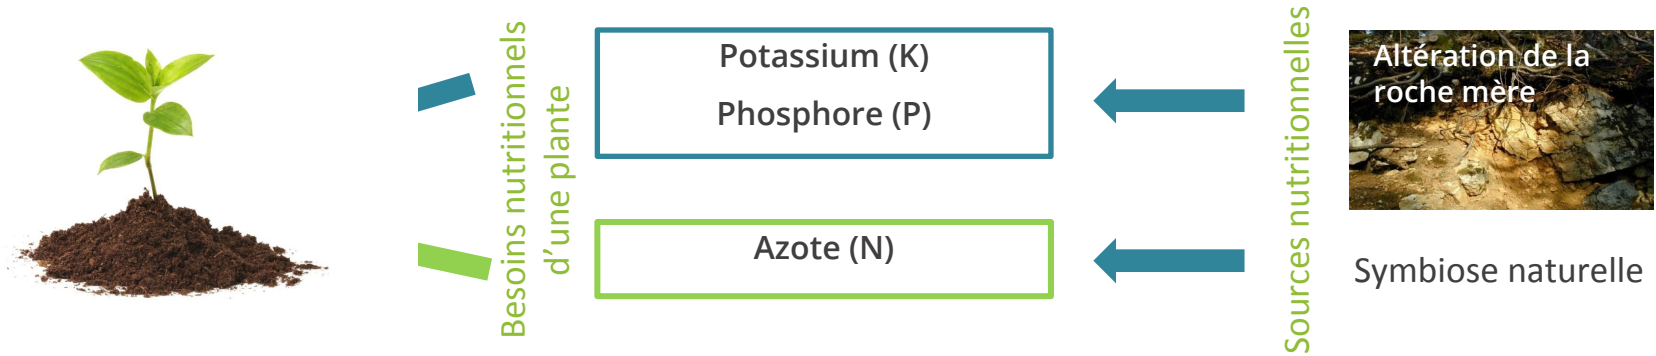 Besoins nutritionnels
d'une plante
Potassium (K)
Phosphore (P)
Azote (N)
Sources nutritionnelles
Altération de la
roche mère
Symbiose naturelle